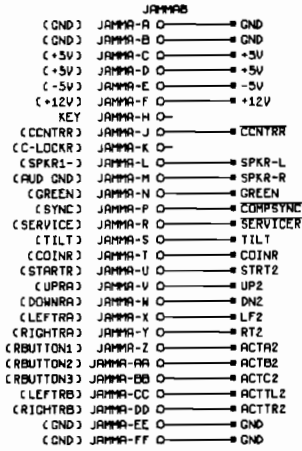 JAMMAB
(GND) JAMMA-A GND
(GND) JAMMA-B GND
(+5V) JAMMA-C +5V
(+5V) JAMMA-D +5V
(-5V) JAMMA-E -5V
(+12V) JAMMA-F +12V
KEY JAMMA-H
(CCNTRR) JAMMA-J CCNTRR
(C-LOCKR) JAMMA-K
(SPKR1-) JAMMA-L SPKR-L
(AUD GND) JAMMA-M SPKR-R
(GREEN) JAMMA-N GREEN
(SYNC) JAMMA-P COMPSYNC
(SERVICE) JAMMA-R SERVICER
(TILT) JAMMA-S TILT
(COINR) JAMMA-T COINR
(STARTR) JAMMA-U STRT2
(UPRA) JAMMA-V UP2
(DOWNRA) JAMMA-W DN2
(LEFTRA) JAMMA-X LF2
(RIGHTRA) JAMMA-Y RT2
(RBUTTON1) JAMMA-Z ACTA2
(RBUTTON2) JAMMA-AA ACTB2
(RBUTTON3) JAMMA-BB ACTC2
(LEFTRB) JAMMA-CC ACTTL2
(RIGHTRB) JAMMA-DD ACTTR2
(GND) JAMMA-EE GND
(GND) JAMMA-FF GND